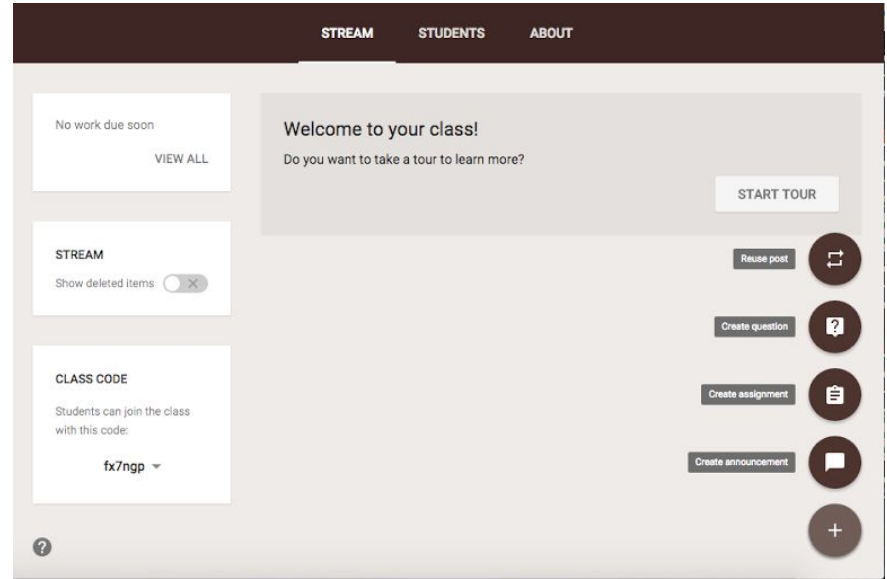 STREAM STUDENTS ABOUT
No work due soon
VIEW ALL
STREAM
Show deleted items
CLASS CODE
Students can join the class
with this code:
fx7ngp
Welcome to your class!
Do you want to take a tour to learn more?
START TOUR
Reuse post
Create question
Create assignment
Create announcement